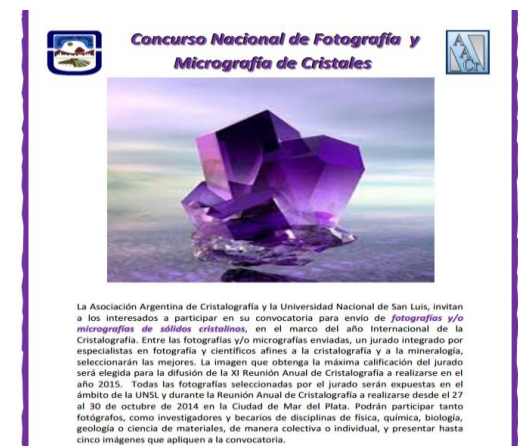 Concurso Nacional de Fotografía y
Micrografía de Cristales
A
A
Cr
La Asociación Argentina de Cristalografía y la Universidad Nacional de San Luis, invitan
a los interesados a participar en su convocatoria para envío de fotografías y/o
micrografías de sólidos cristalinos, en el marco del año Internacional de la
Cristalografía. Entre las fotografías y/o micrografías enviadas, un jurado integrado por
especialistas en fotografía y científicos afines a la cristalografía y a la mineralogía,
seleccionarán las mejores. La imagen que obtenga la máxima calificación del jurado
será elegida para la difusión de la XI Reunión Anual de Cristalografía a realizarse en el
año 2015. Todas las fotografías seleccionadas por el jurado serán expuestas en el
ámbito de la UNSL y durante la Reunión Anual de Cristalografía a realizarse desde el 27
al 30 de octubre de 2014 en la Ciudad de Mar del Plata. Podrán participar tanto
fotógrafos, como investigadores y becarios de disciplinas de física, química, biología,
geología o ciencia de materiales, de manera colectiva o individual, y presentar hasta
cinco imágenes que apliquen a la convocatoria.